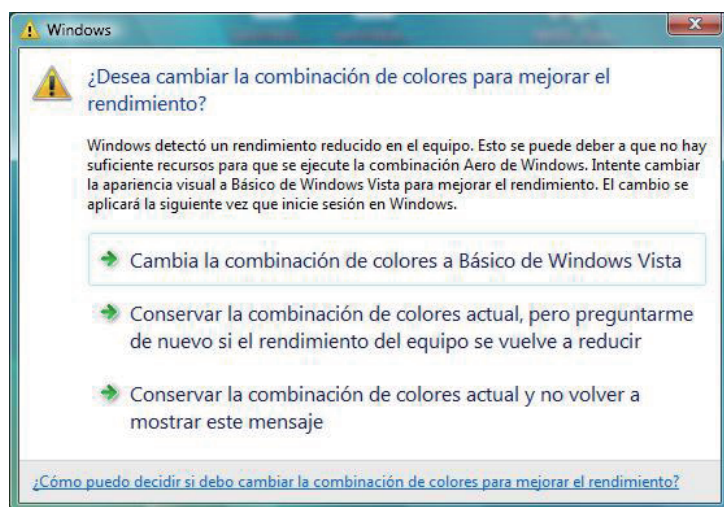 Windows
¿Desea cambiar la combinación de colores para mejorar el
rendimiento?
Windows detectó un rendimiento reducido en el equipo. Esto se puede deber a que no hay
suficiente recursos para que se ejecute la combinación Aero de Windows. Intente cambiar
la apariencia visual a Básico de Windows Vista para mejorar el rendimiento. El cambio se
aplicará la siguiente vez que inicie sesión en Windows.
Cambia la combinación de colores a Básico de Windows Vista
Conservar la combinación de colores actual, pero preguntarme
de nuevo si el rendimiento del equipo se vuelve a reducir
Conservar la combinación de colores actual y no volver a
mostrar este mensaje
¿Cómo puedo decidir si debo cambiar la combinación de colores para mejorar el rendimiento?